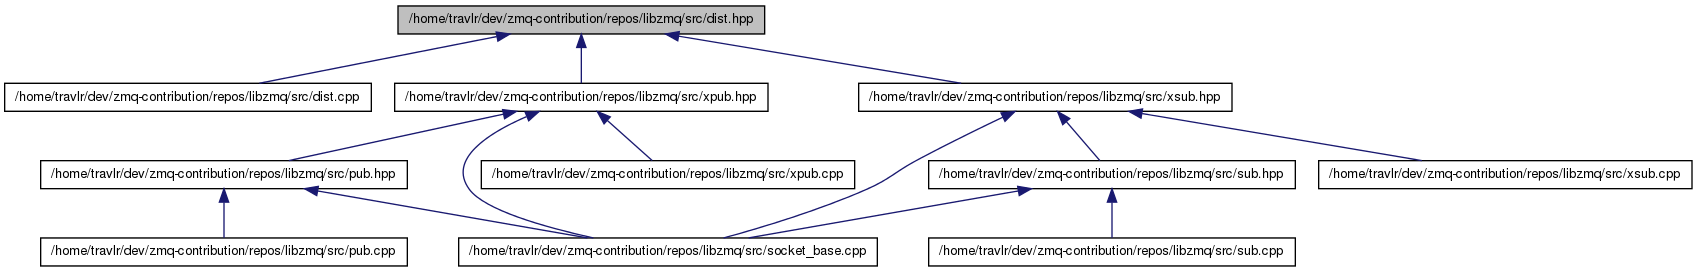 /home/travlr/dev/zmq-contribution/repos/libzmq/src/dist.hpp
/home/travlr/dev/zmq-contribution/repos/libzmq/src/dist.cpp
/home/travlr/dev/zmq-contribution/repos/libzmq/src/xpub.hpp
/home/travlr/dev/zmq-contribution/repos/libzmq/src/xsub.hpp
/home/travlr/dev/zmq-contribution/repos/libzmq/src/pub.hpp
/home/travlr/dev/zmq-contribution/repos/libzmq/src/xpub.cpp
/home/travlr/dev/zmq-contribution/repos/libzmq/src/sub.hpp
/home/travlr/dev/zmq-contribution/repos/libzmq/src/xsub.cpp
/home/travlr/dev/zmq-contribution/repos/libzmq/src/pub.cpp
/home/travlr/dev/zmq-contribution/repos/libzmq/src/socket_base.cpp
/home/travlr/dev/zmq-contribution/repos/libzmq/src/sub.cpp